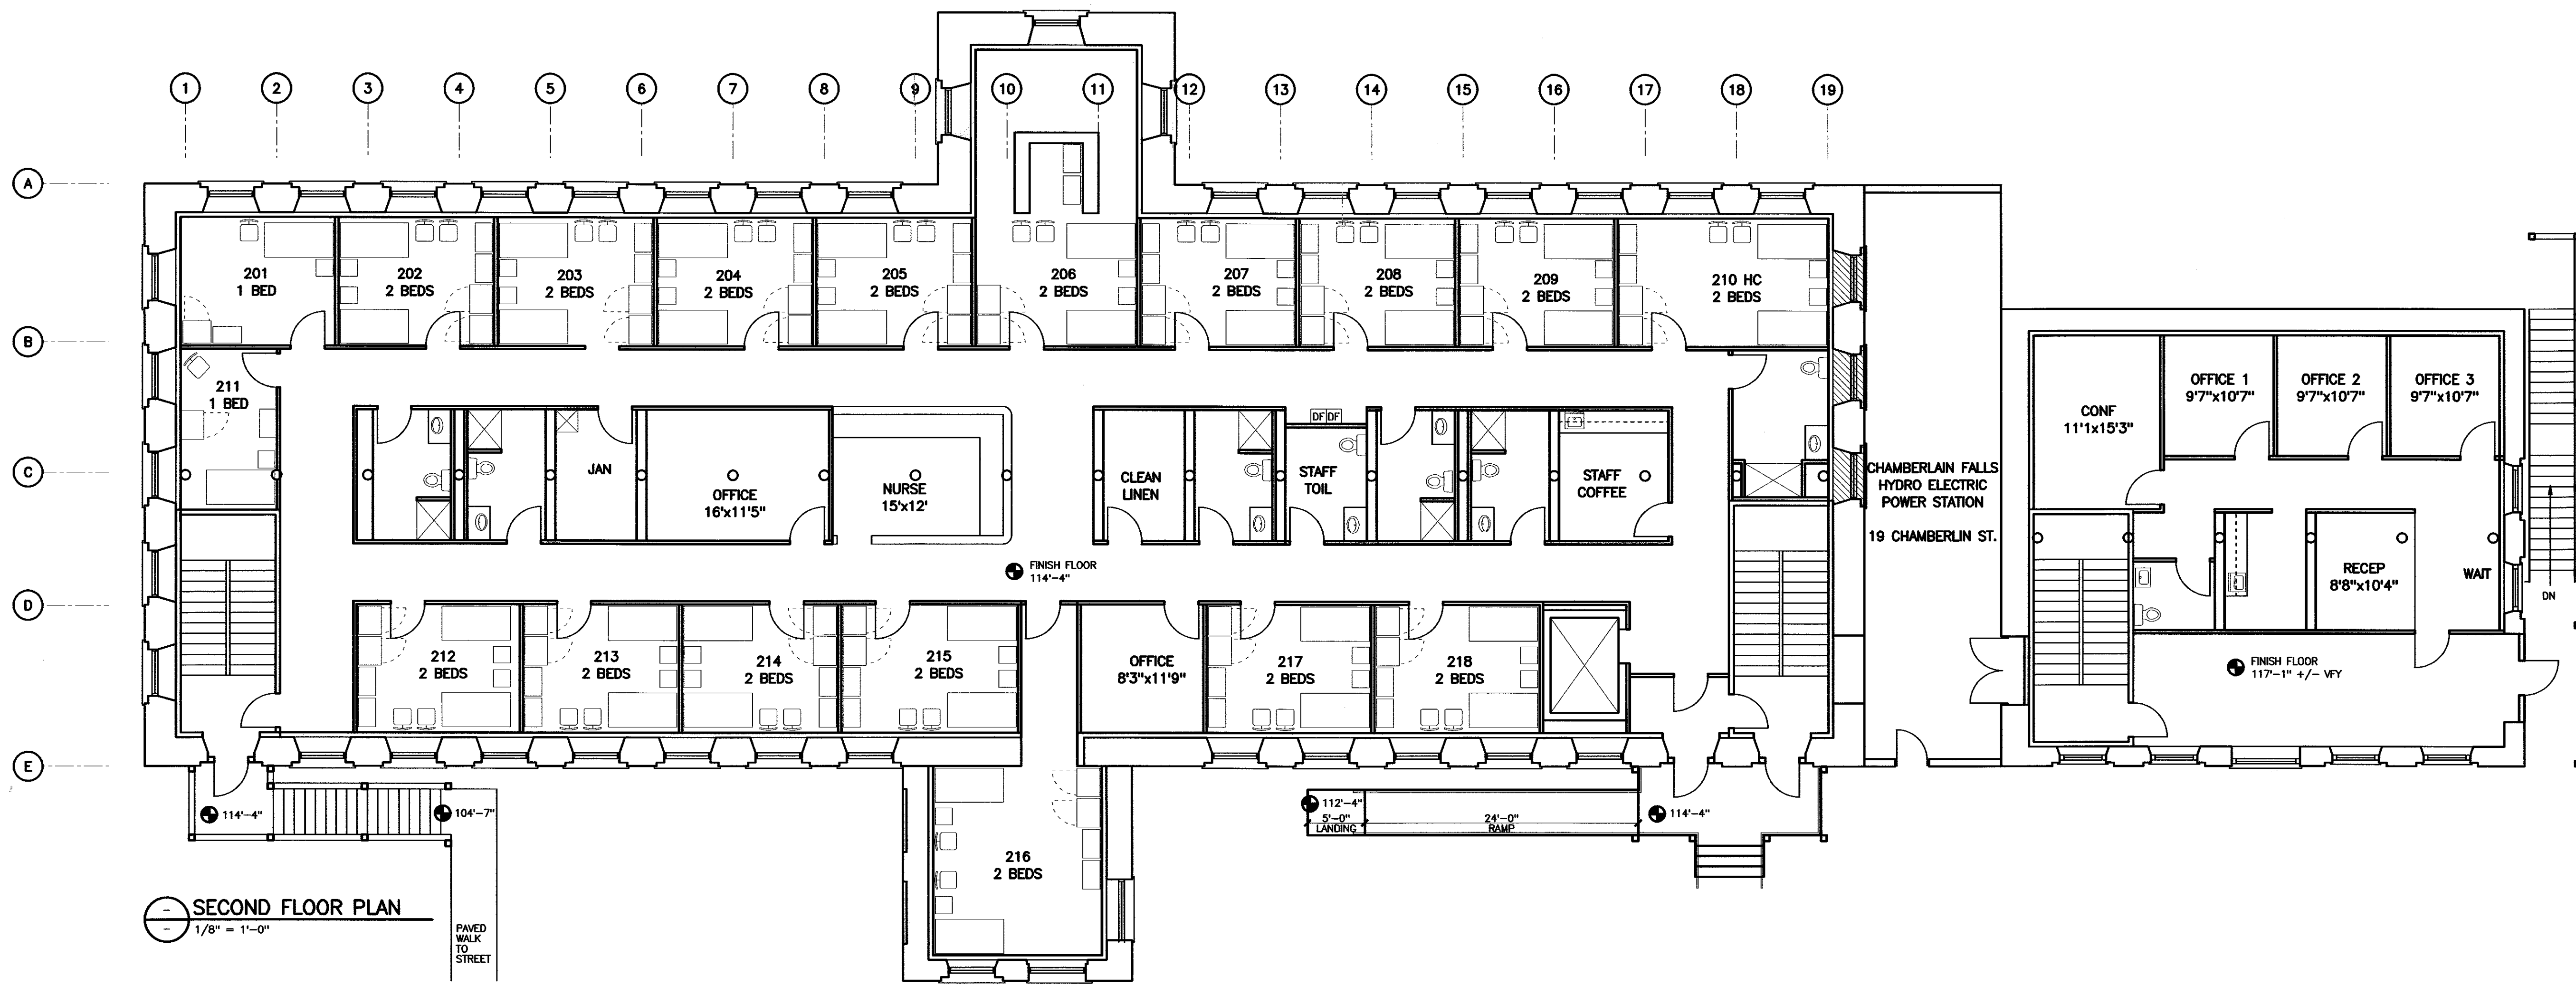 1 2 3 4 5 6 7 8 9 10 11 12 13 14 15 16 17 18 19
A
B
C
D
E
201
1 BED
202
2 BEDS
203
2 BEDS
204
2 BEDS
205
2 BEDS
206
2 BEDS
207
2 BEDS
208
2 BEDS
209
2 BEDS
210 HC
2 BEDS
211
1 BED
JAN
OFFICE
16'x11'5"
NURSE
15'x12'
CLEAN
LINEN
DF DF
STAFF
TOIL
STAFF
COFFEE
FINISH FLOOR
114'-4"
212
2 BEDS
213
2 BEDS
214
2 BEDS
215
2 BEDS
OFFICE
8'3"x11'9"
217
2 BEDS
218
2 BEDS
216
2 BEDS
CHAMBERLAIN FALLS
HYDRO ELECTRIC
POWER STATION
19 CHAMBERLIN ST.
CONF
11'1x15'3"
OFFICE 1
9'7"x10'7"
OFFICE 2
9'7"x10'7"
OFFICE 3
9'7"x10'7"
RECEP
8'8"x10'4"
WAIT
DN
FINISH FLOOR
117'-1" +/- VFY
114'-4"
104'-7"
112'-4"
5'-0"
LANDING
24'-0"
RAMP
114'-4"
PAVED
WALK
TO
STREET
-
-
SECOND FLOOR PLAN
1/8" = 1'-0"